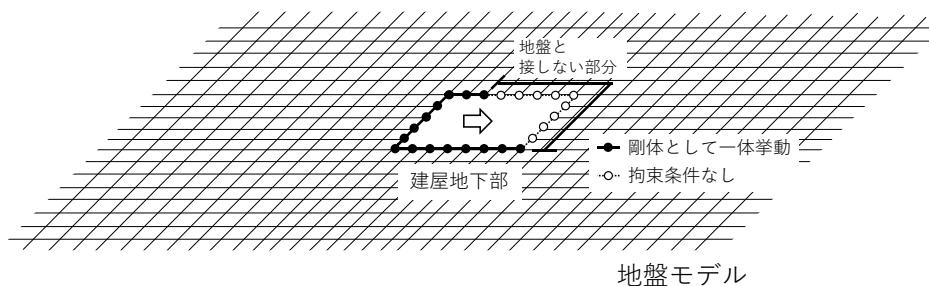 地盤と
接しない部分
剛体として一体挙動
建屋地下部
拘束条件なし
地盤モデル